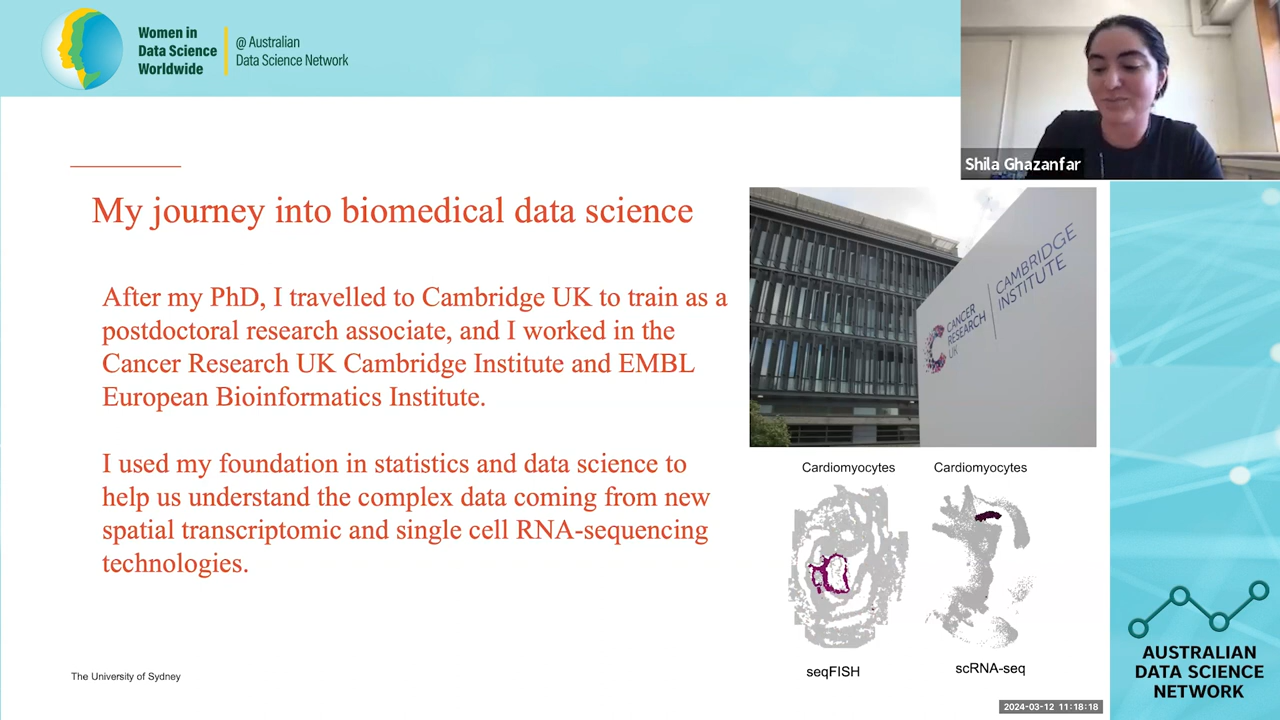 Women in
Data Science
Worldwide
@ Australian
Data Science Network
Shila Ghazanfar
My journey into biomedical data science
After my PhD, I travelled to Cambridge UK to train as a
postdoctoral research associate, and I worked in the
Cancer Research UK Cambridge Institute and EMBL
European Bioinformatics Institute.
I used my foundation in statistics and data science to
help us understand the complex data coming from new
spatial transcriptomic and single cell RNA-sequencing
technologies.
CANCER
RESEARCH
UK
CAMBRIDGE
INSTITUTE
Cardiomyocytes
Cardiomyocytes
seqFISH
scRNA-seq
The University of Sydney
2024-03-12 11:18:18
AUSTRALIAN
DATA SCIENCE
NETWORK